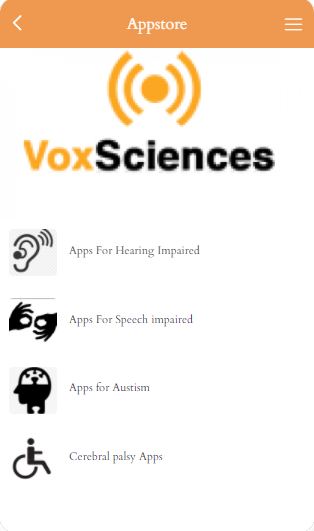 Appstore
VoxSciences
Apps For Hearing Impaired
Apps For Speech impaired
Apps for Austism
Cerebral palsy Apps